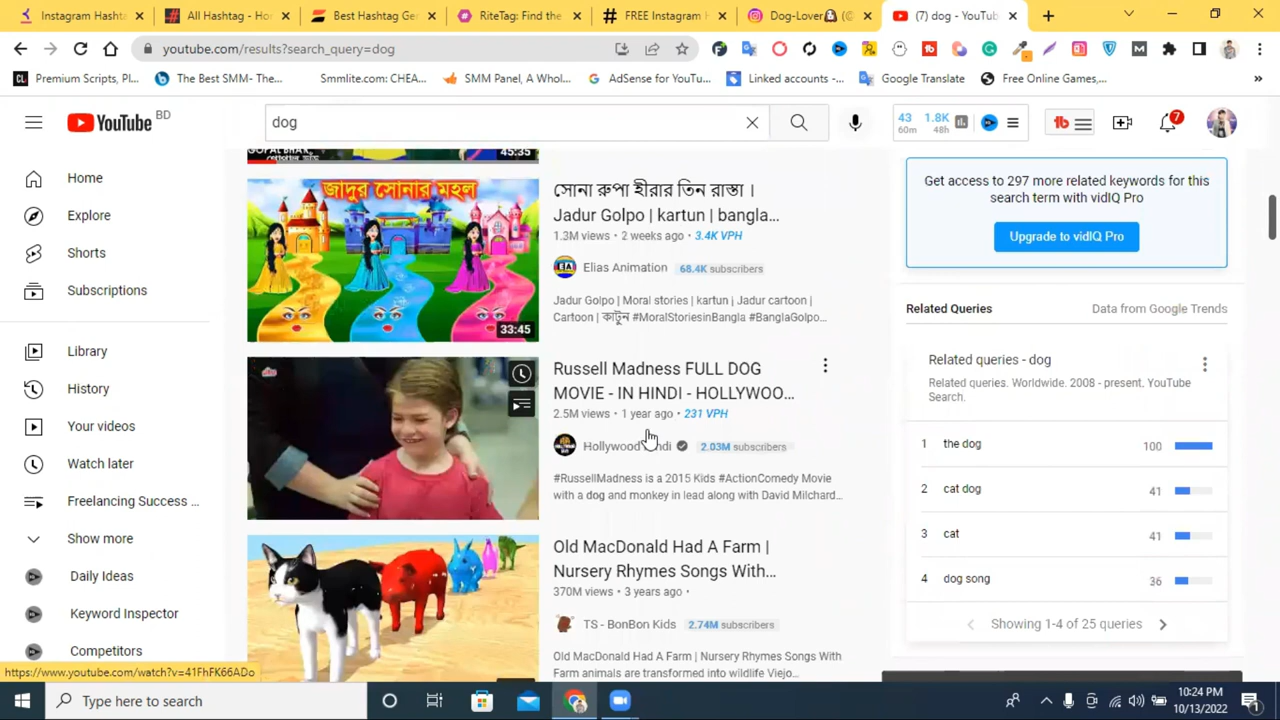 Instagram Hashta
All Hashtag - Ho
Best Hashtag Ge
RiteTag: Find the
FREE Instagram H
Dog-Lover
(7) dog - YouTub
youtube.com/results?search_query=dog
Premium Scripts, Pl...
The Best SMM- The...
Smmlite.com: CHEA...
SMM Panel, A Whol...
AdSense for YouTu...
Linked accounts -...
Google Translate
Free Online Games,...
YouTube BD
dog
43 60m
1.8K 48h
7
Home
Explore
Shorts
Subscriptions
Library
History
Your videos
Watch later
Freelancing Success ...
Show more
Daily Ideas
Keyword Inspector
Competitors
45:35
জাদুর সোনার মহল
33:45
সোনা রুপা হীরার তিন রাস্তা ।
Jadur Golpo | kartun | bangla...
1.3M views • 2 weeks ago • 3.4K VPH
Elias Animation 68.4K subscribers
Jadur Golpo | Moral stories | kartun | Jadur cartoon |
Cartoon | কাটুন #MoralStoriesinBangla #BanglaGolpo...
Russell Madness FULL DOG
MOVIE - IN HINDI - HOLLYWOO...
2.5M views • 1 year ago • 231 VPH
Hollywood 2.03M subscribers
#RussellMadness is a 2015 Kids #ActionComedy Movie
with a dog and monkey in lead along with David Milchard...
Old MacDonald Had A Farm |
Nursery Rhymes Songs With...
370M views • 3 years ago •
TS - BonBon Kids 2.74M subscribers
Old MacDonald Had A Farm | Nursery Rhymes Songs With
Farm animals are transformed into wildlife Viejo...
Get access to 297 more related keywords for this
search term with vidIQ Pro
Upgrade to vidIQ Pro
Related Queries Data from Google Trends
Related queries - dog
Related queries. Worldwide. 2008 - present. YouTube
Search.
1 the dog 100
2 cat dog 41
3 cat 41
4 dog song 36
Showing 1-4 of 25 queries
https://www.youtube.com/watch?v=41FhFK66ADo
Type here to search
10:24 PM
10/13/2022
1